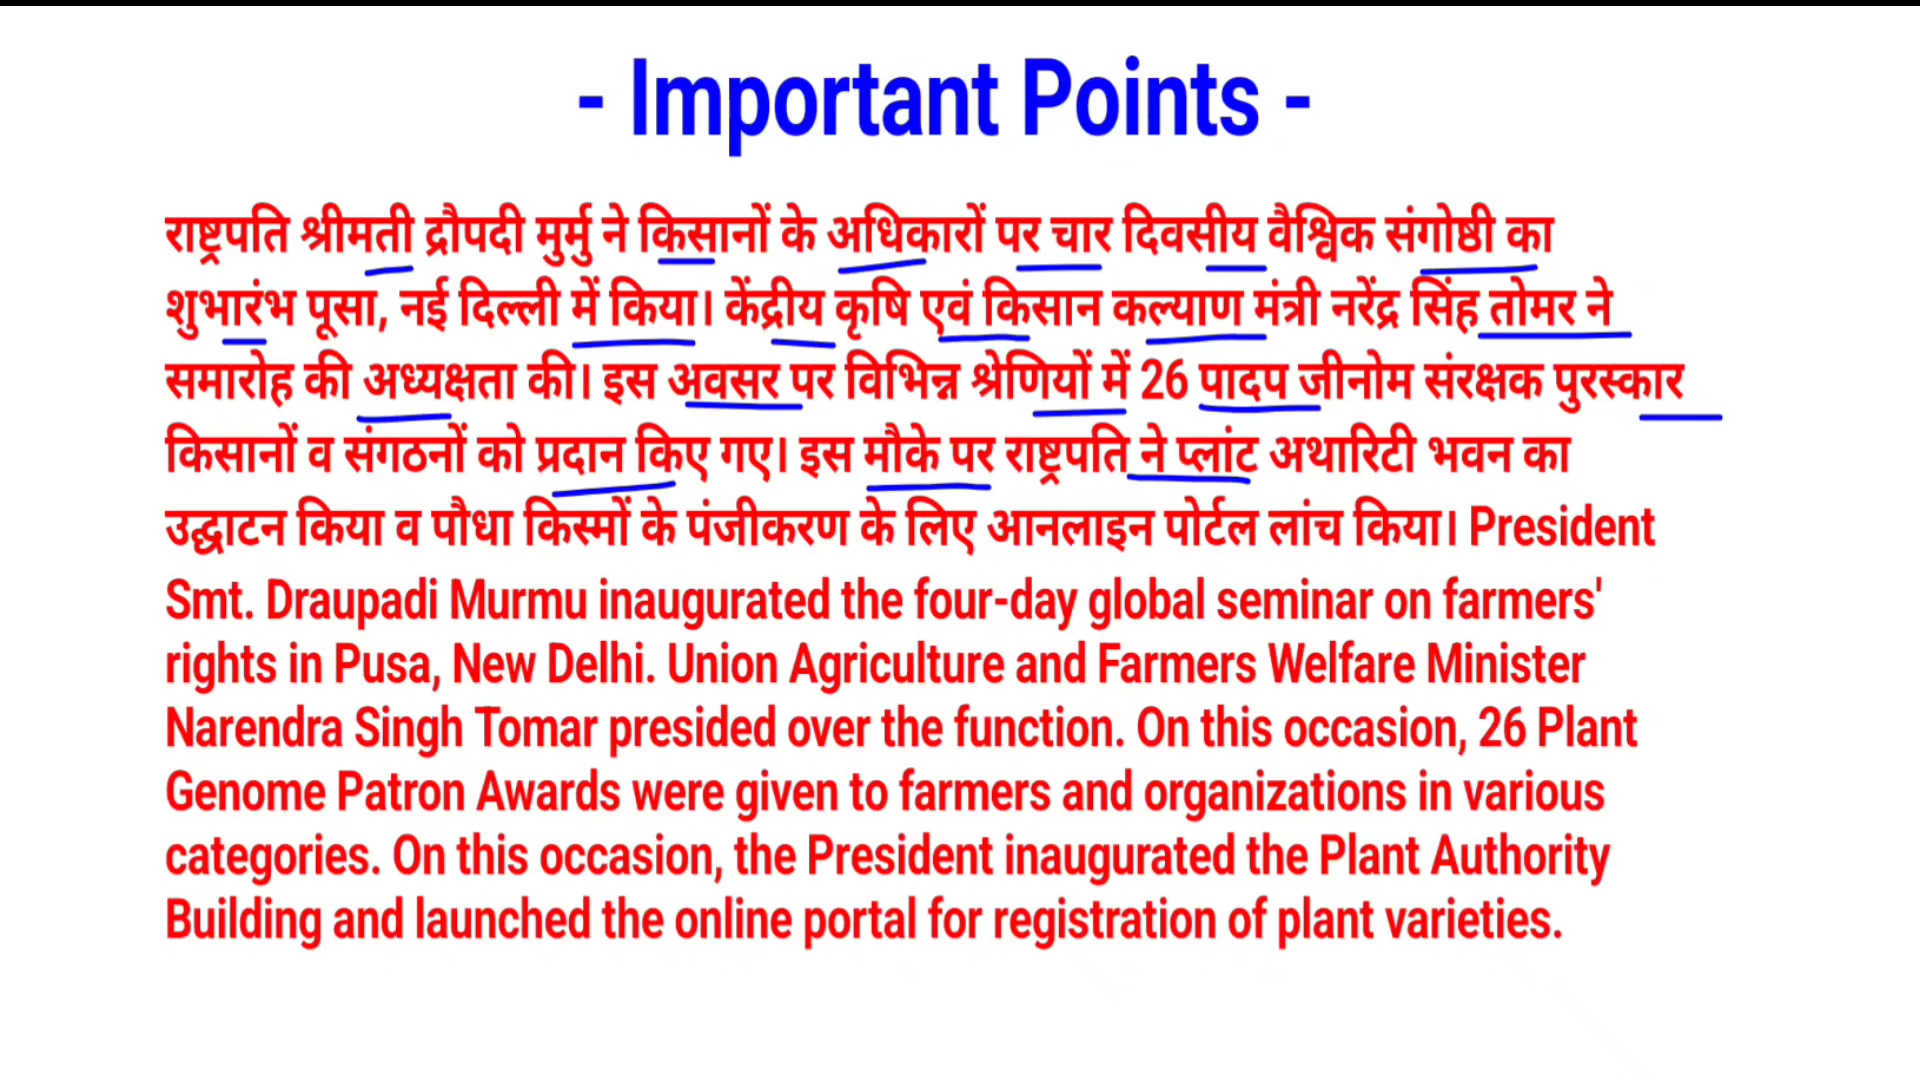 - Important Points -
राष्ट्रपति श्रीमती द्रौपदी मुर्मु ने किसानों के अधिकारों पर चार दिवसीय वैश्विक संगोष्ठी का
शुभारंभ पूसा, नई दिल्ली में किया। केंद्रीय कृषि एवं किसान कल्याण मंत्री नरेंद्र सिंह तोमर ने
समारोह की अध्यक्षता की। इस अवसर पर विभिन्न श्रेणियों में 26 पादप जीनोम संरक्षक पुरस्कार
किसानों व संगठनों को प्रदान किए गए। इस मौके पर राष्ट्रपति ने प्लांट अथारिटी भवन का
उद्घाटन किया व पौधा किस्मों के पंजीकरण के लिए आनलाइन पोर्टल लांच किया। President
Smt. Draupadi Murmu inaugurated the four-day global seminar on farmers'
rights in Pusa, New Delhi. Union Agriculture and Farmers Welfare Minister
Narendra Singh Tomar presided over the function. On this occasion, 26 Plant
Genome Patron Awards were given to farmers and organizations in various
categories. On this occasion, the President inaugurated the Plant Authority
Building and launched the online portal for registration of plant varieties.